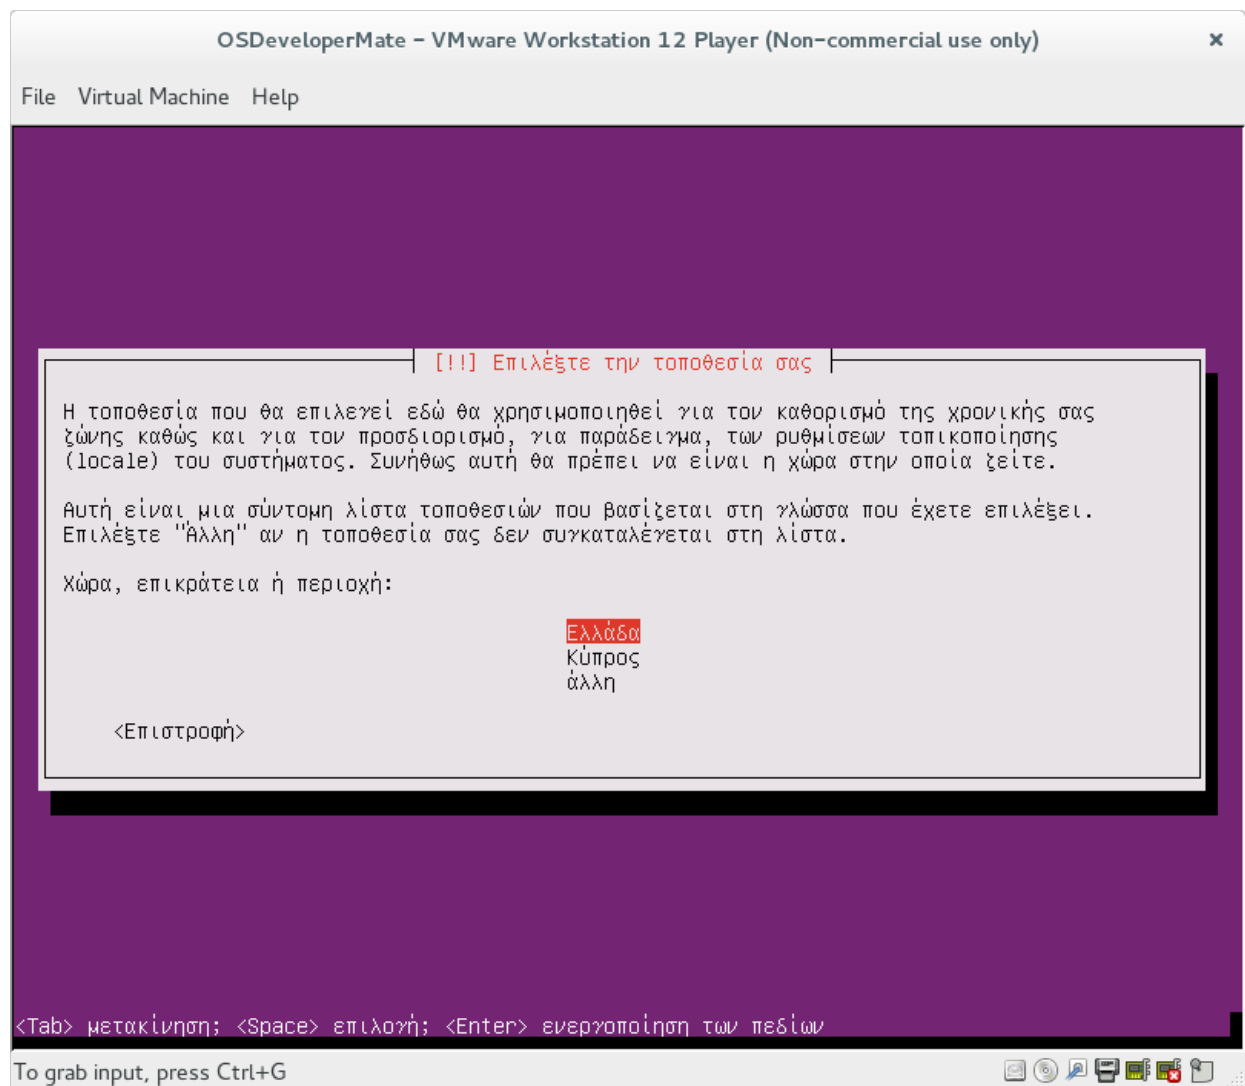 OSDeveloperMate – VMware Workstation 12 Player (Non-commercial use only)
File Virtual Machine Help
[!!] Επιλέξτε την τοποθεσία σας
Η τοποθεσία που θα επιλεγεί εδώ θα χρησιμοποιηθεί για τον καθορισμό της χρονικής σας
ζώνης καθώς και για τον προσδιορισμό, για παράδειγμα, των ρυθμίσεων τοπικοποίησης
(locale) του συστήματος. Συνήθως αυτή θα πρέπει να είναι η χώρα στην οποία ζείτε.
Αυτή είναι μια σύντομη λίστα τοποθεσιών που βασίζεται στη γλώσσα που έχετε επιλέξει.
Επιλέξτε "Άλλη" αν η τοποθεσία σας δεν συγκαταλέγεται στη λίστα.
Χώρα, επικράτεια ή περιοχή:
Ελλάδα
Κύπρος
άλλη
<Επιστροφή>
<Tab> μετακίνηση; <Space> επιλογή; <Enter> ενεργοποίηση των πεδίων
To grab input, press Ctrl+G